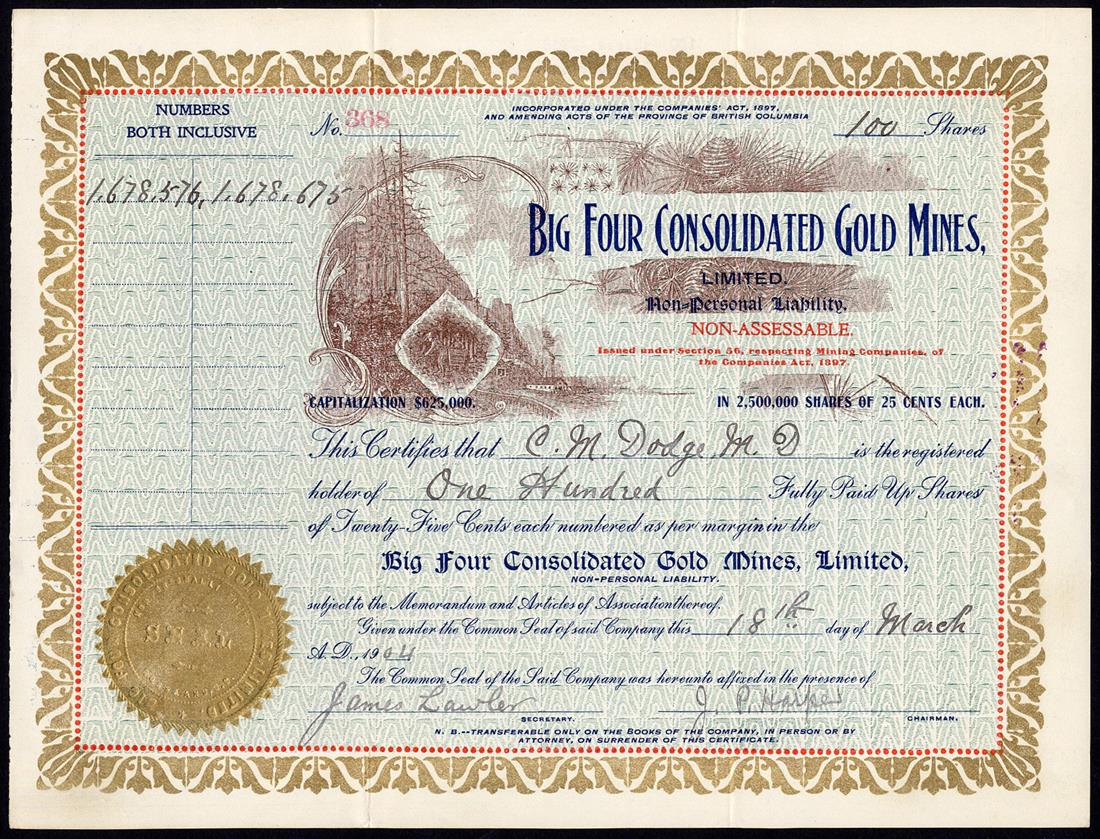 NUMBERS
BOTH INCLUSIVE
1.678.576, 1.678.675
No. 368
INCORPORATED UNDER THE COMPANIES' ACT, 1897,
AND AMENDING ACTS OF THE PROVINCE OF BRITISH COLUMBIA
100 Shares
BIG FOUR CONSOLIDATED GOLD MINES,
LIMITED.
Non-Personal Liability.
NON-ASSESSABLE.
Issued under Section 56, respecting Mining Companies, of
the Companies Act, 1897.
CAPITALIZATION $625,000. IN 2,500,000 SHARES OF 25 CENTS EACH.
This Certifies that C. M. Dodge, M. D is the registered
holder of One Hundred Fully Paid Up Shares
of Twenty-Five Cents each numbered as per margin in the
Big Four Consolidated Gold Mines, Limited,
NON-PERSONAL LIABILITY.
subject to the Memorandum and Articles of Association thereof.
Given under the Common Seal of said Company this 18th day of March
A.D., 1904
The Common Seal of the Said Company was hereunto affixed in the presence of
James Lawler J. P. Harper
SECRETARY. CHAIRMAN.
N. B.--TRANSFERABLE ONLY ON THE BOOKS OF THE COMPANY, IN PERSON OR BY
ATTORNEY, ON SURRENDER OF THIS CERTIFICATE.
CONSOLIDATED GOLD
LIMITED
SEAL